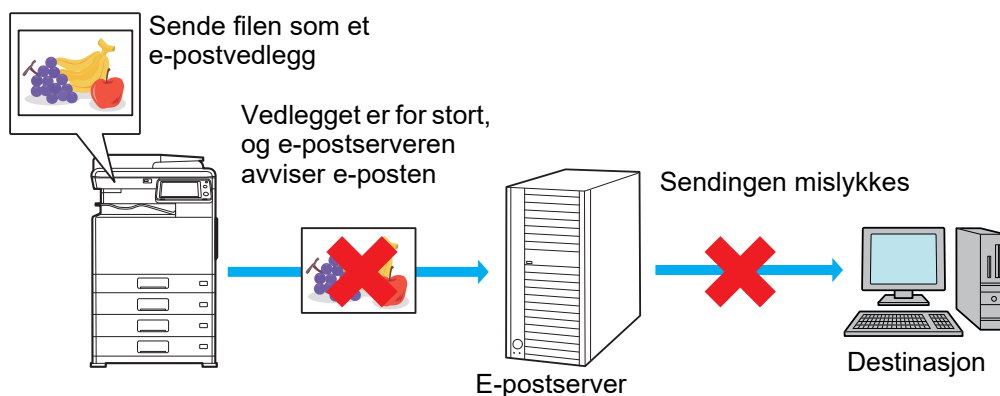 Sende filen som et
e-postvedlegg
Vedlegget er for stort,
og e-postserveren
avviser e-posten
Sendingen mislykkes
E-postserver
Destinasjon